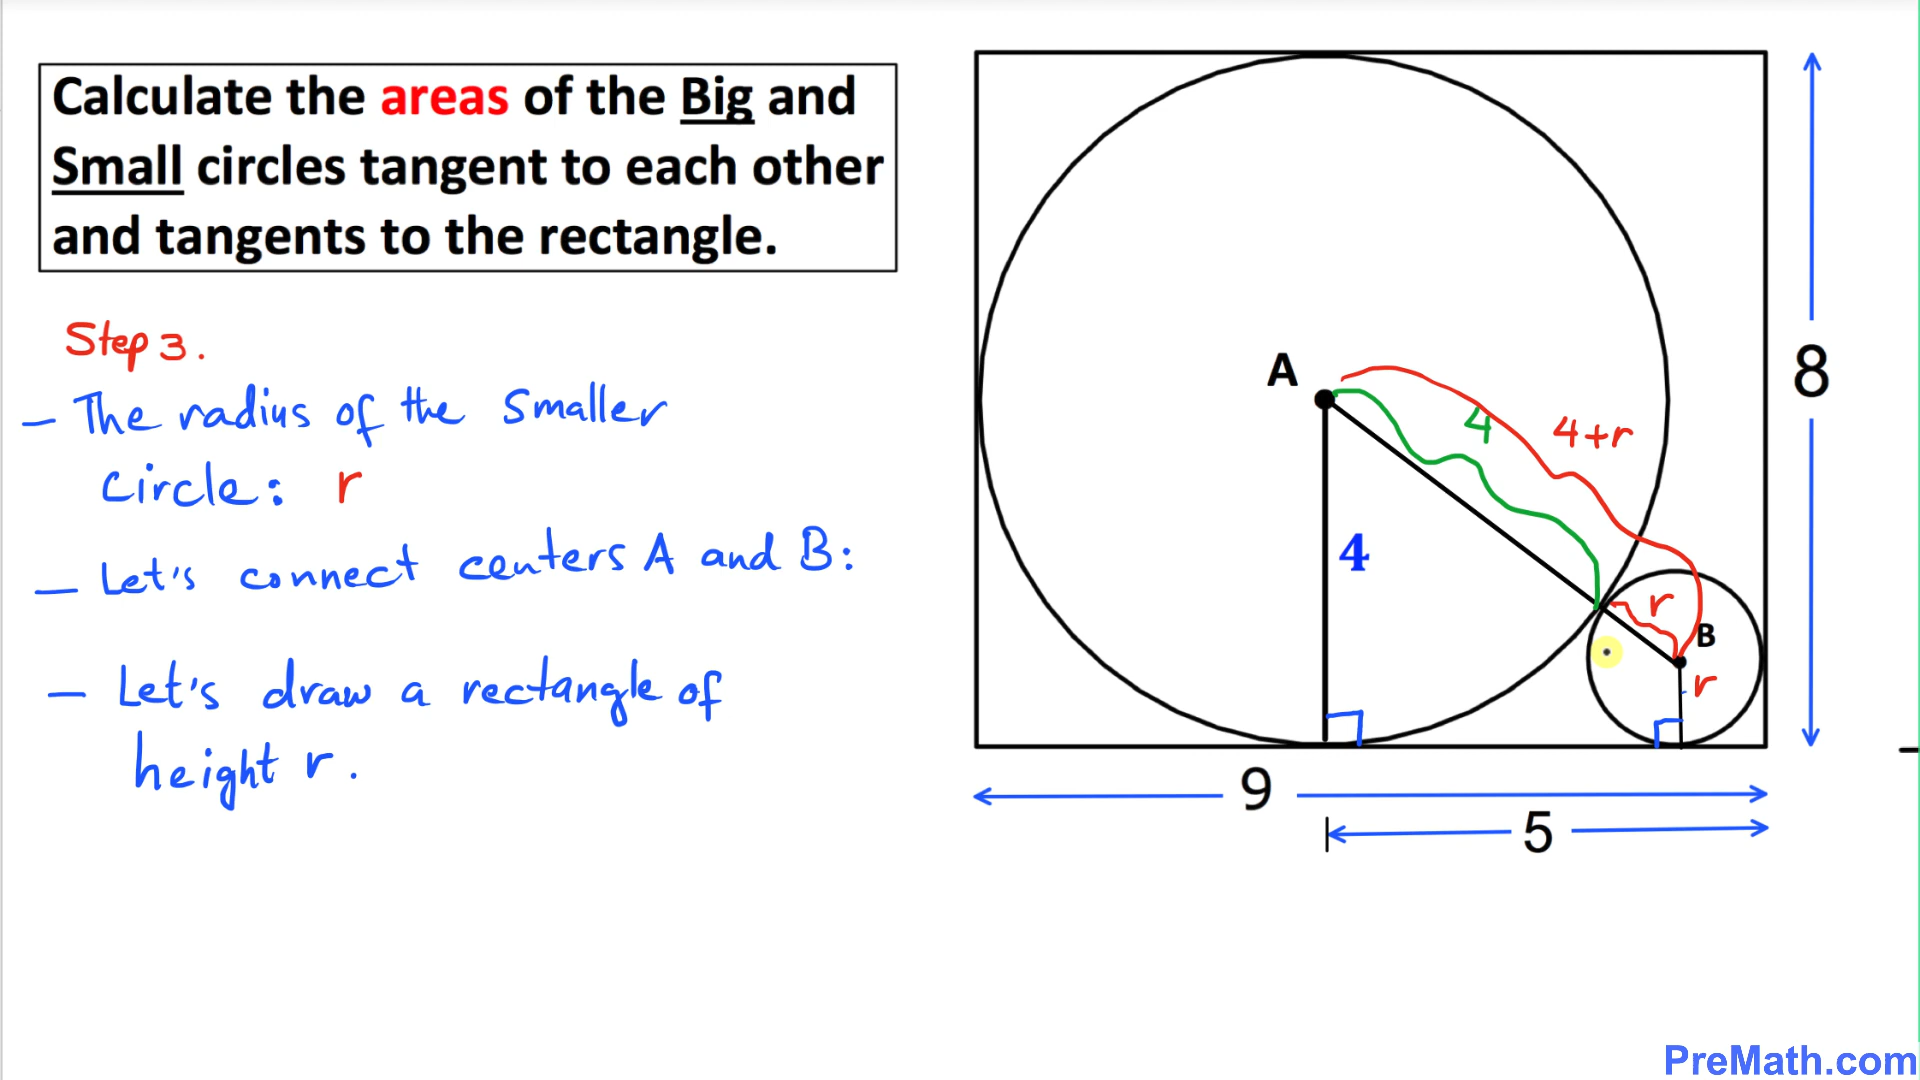 Calculate the areas of the Big and
Small circles tangent to each other
and tangents to the rectangle.
Step 3.
– The radius of the smaller
circle: r
– Let's connect centers A and B:
– Let's draw a rectangle of
height r.
A
4
4+r
8
4
r
B
r
9
5
PreMath.com